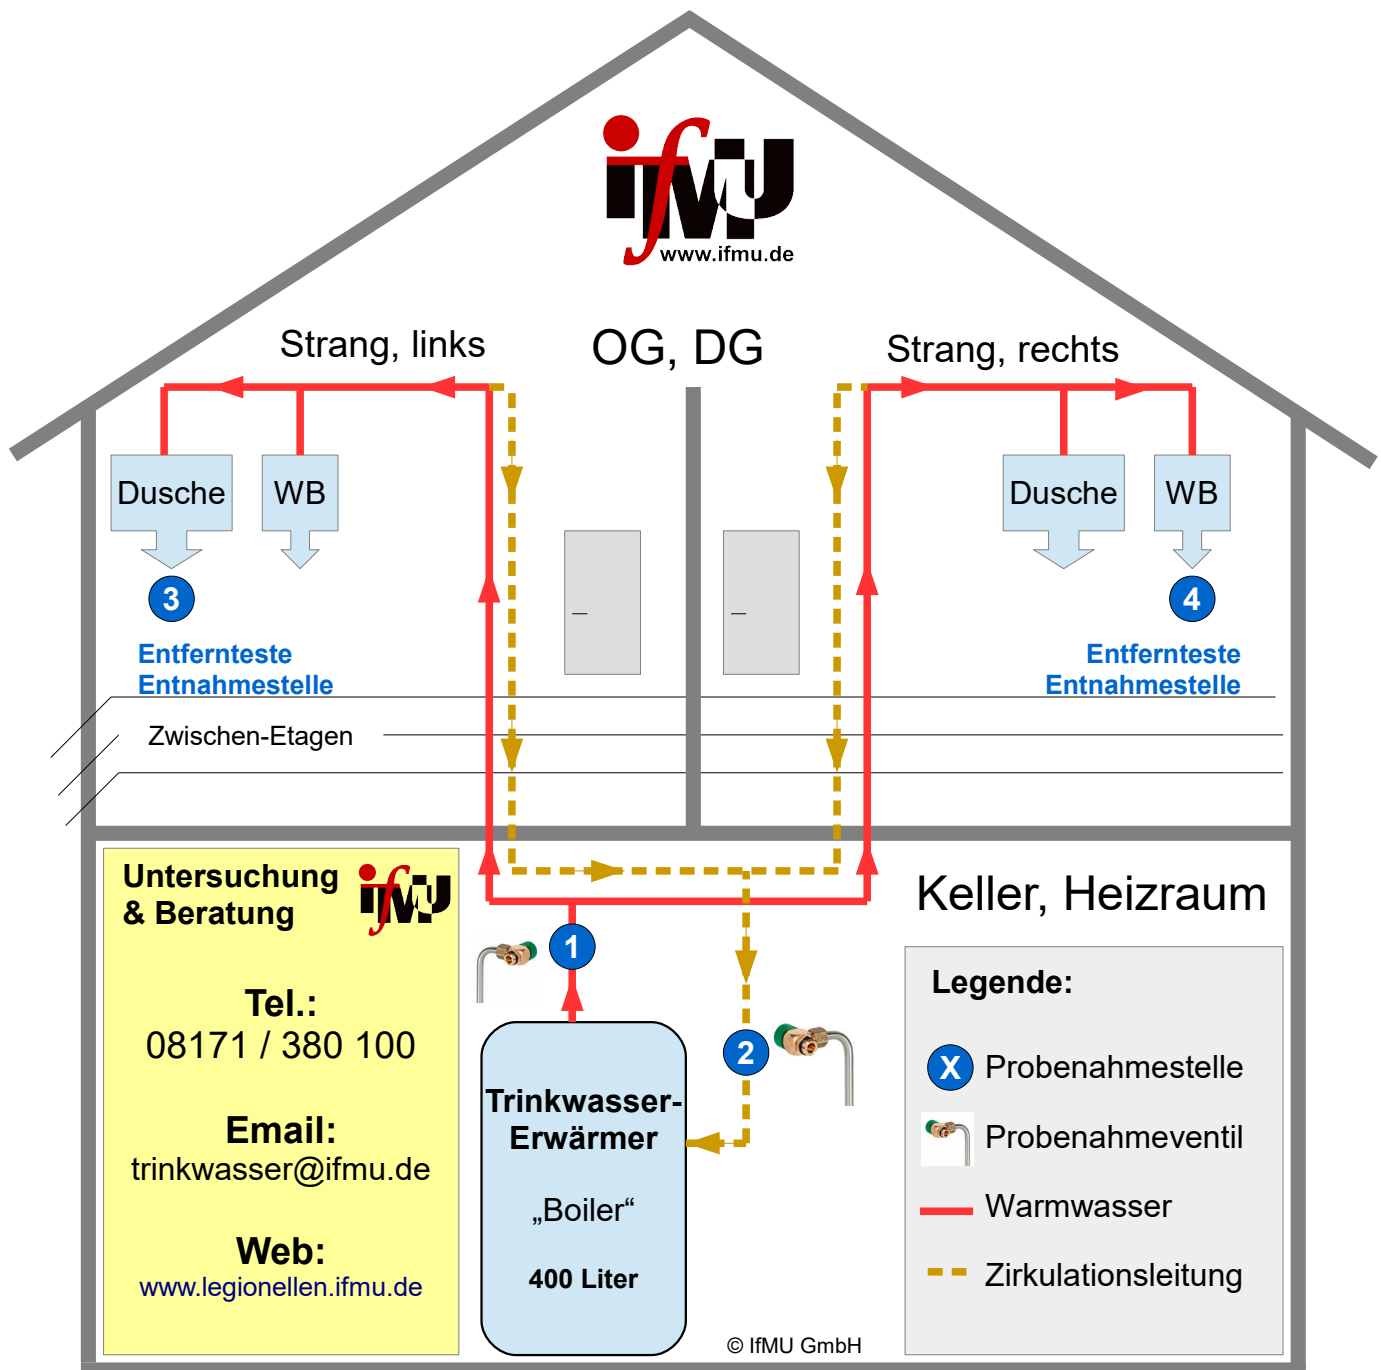 ifMU
www.ifmu.de
Strang, links
OG, DG
Strang, rechts
Dusche
WB
Dusche
WB
3
4
Entfernteste
Entnahmestelle
Entfernteste
Entnahmestelle
Zwischen-Etagen
Untersuchung
& Beratung
ifMU
Tel.:
08171 / 380 100
Email:
trinkwasser@ifmu.de
Web:
www.legionellen.ifmu.de
1
2
Trinkwasser-
Erwärmer
„Boiler“
400 Liter
© IfMU GmbH
Keller, Heizraum
Legende:
X Probenahmestelle
Probenahmeventil
Warmwasser
Zirkulationsleitung